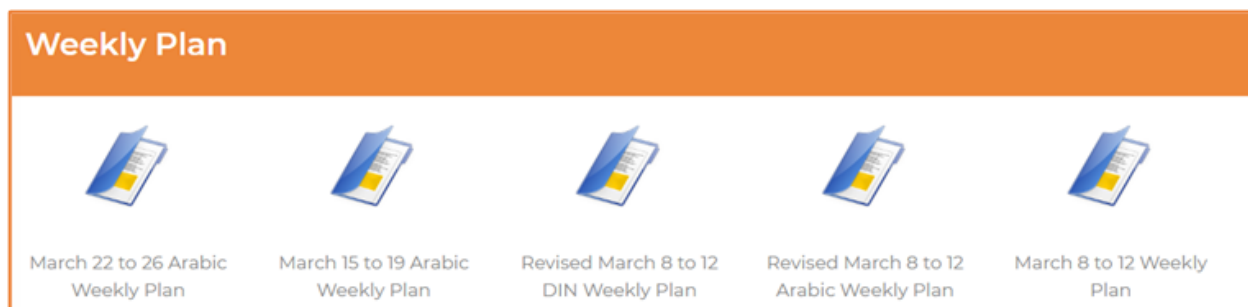 Weekly Plan
March 22 to 26 Arabic
Weekly Plan
March 15 to 19 Arabic
Weekly Plan
Revised March 8 to 12
DIN Weekly Plan
Revised March 8 to 12
Arabic Weekly Plan
March 8 to 12 Weekly
Plan